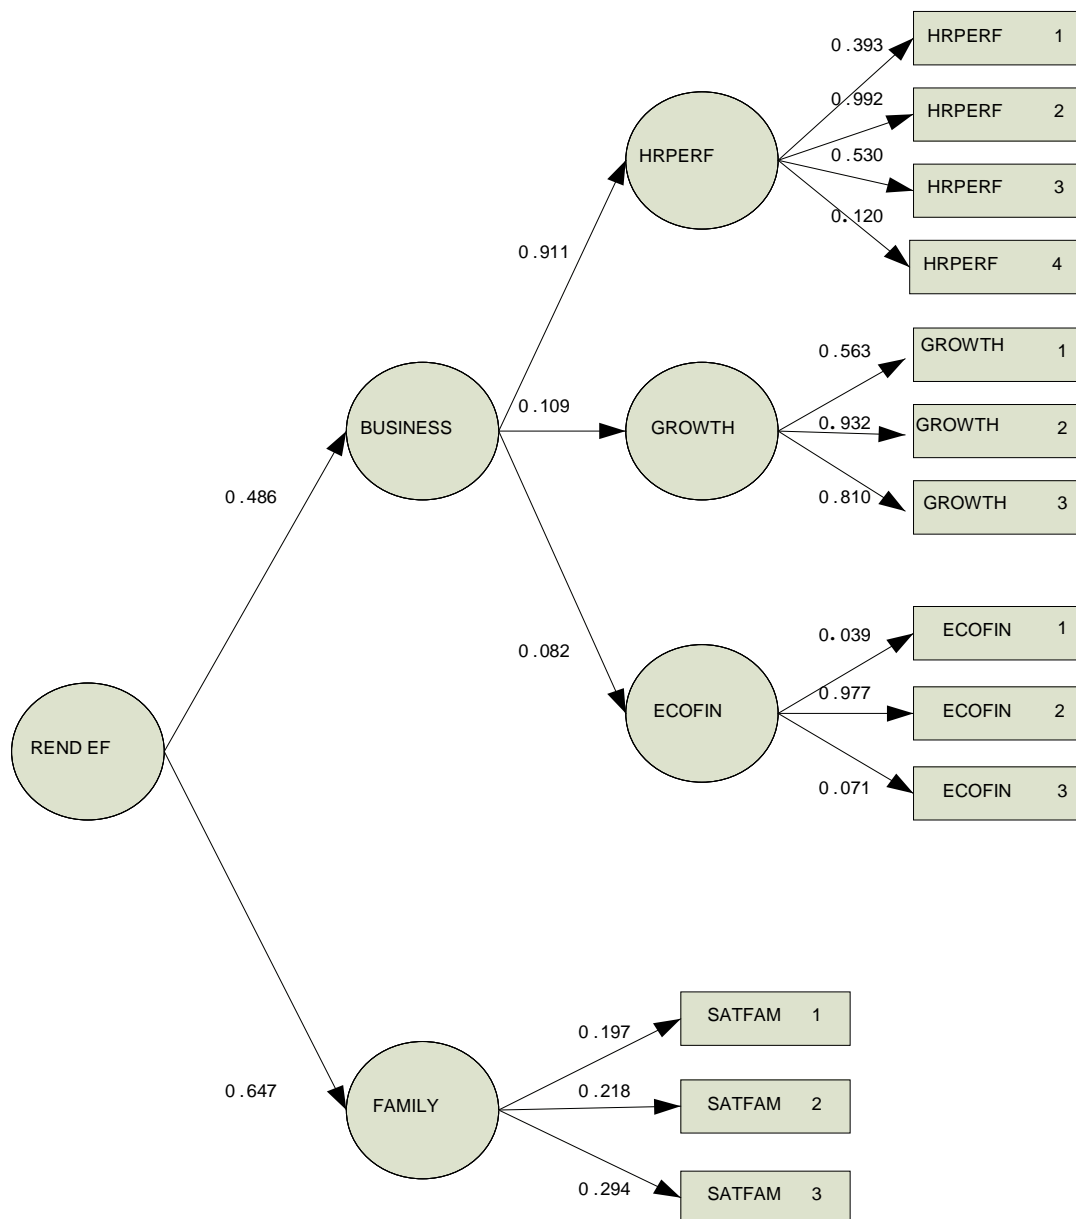 HRPERF 1
0.393
HRPERF 2
0.992
HRPERF
0.530
HRPERF 3
0.120
0.911
HRPERF 4
GROWTH 1
0.563
0.109
BUSINESS
GROWTH
0.932
GROWTH 2
0.486
0.810
GROWTH 3
ECOFIN 1
0.039
0.082
0.977
ECOFIN
ECOFIN 2
REND EF
0.071
ECOFIN 3
SATFAM 1
0.197
0.647
0.218
FAMILY
SATFAM 2
0.294
SATFAM 3